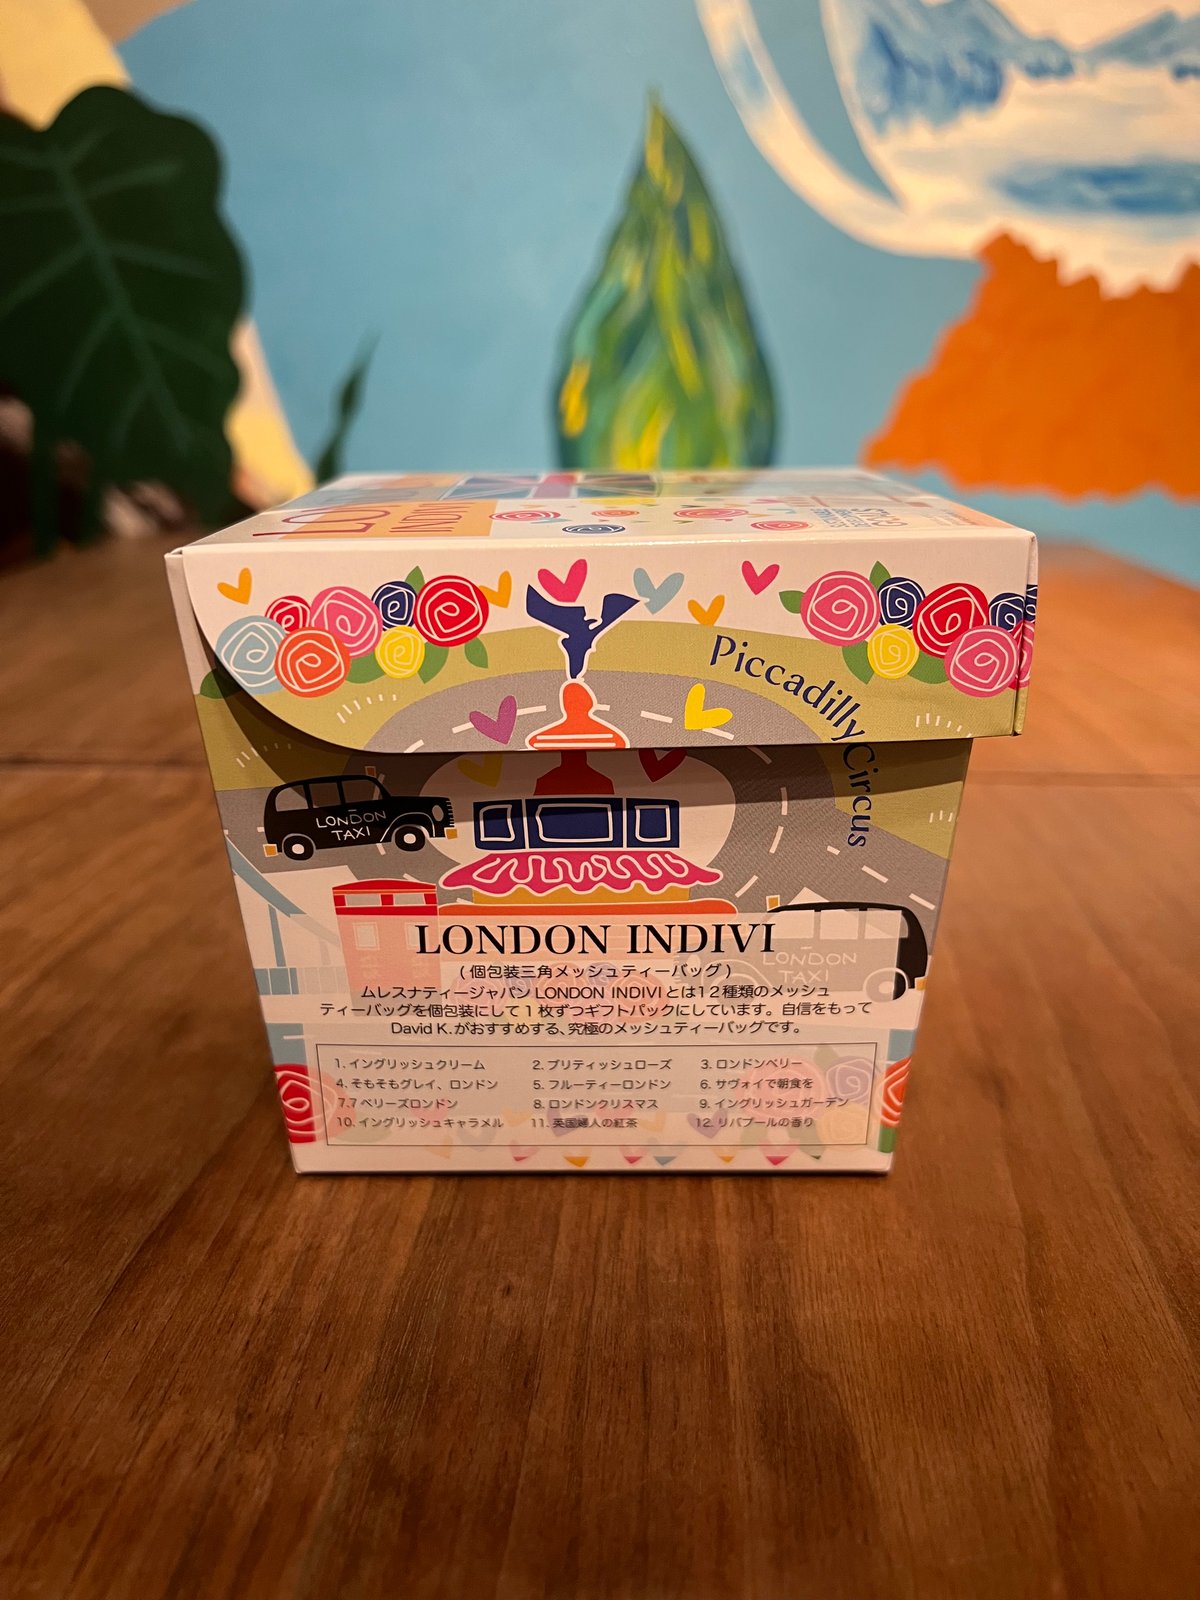 LONDON
INDIVI
Piccadilly Circus
LONDON
TAXI
LONDON
TAXI
LONDON INDIVI
(個包装三角メッシュティーバッグ)
ムレスナティージャパン LONDON INDIVI とは12種類のメッシュ
ティーバッグを個包装にして1枚ずつギフトパックにしています。自信をもって
David K.がおすすめする、究極のメッシュティーバッグです。
1. イングリッシュクリーム 2. ブリティッシュローズ 3. ロンドンベリー
4. そもそもグレイ、ロンドン 5. フルーティーロンドン 6. サヴォイで朝食を
7.7 ベリーズロンドン 8. ロンドンクリスマス 9. イングリッシュガーデン
10. イングリッシュキャラメル 11. 英国婦人の紅茶 12. リバプールの香り